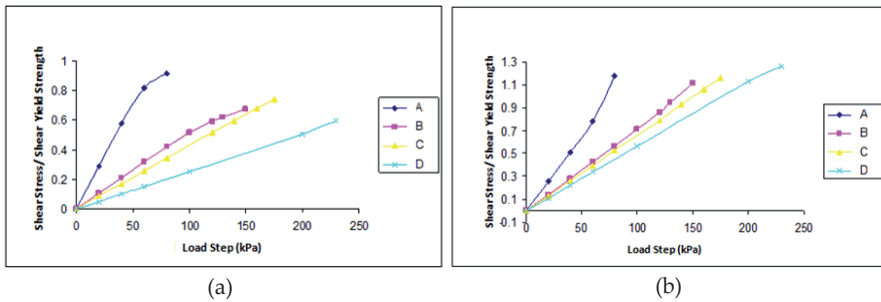 Shear Stress/ Shear Yield Strength
1
0.8
0.6
0.4
0.2
0
0 50 100 150 200 250
Load Step (kPa)
A
B
C
D
(a)
Shear Stress/ Shear Yield Strength
1.3
1.1
0.9
0.7
0.5
0.3
0.1
-0.1
0 50 100 150 200 250
Load Step (kPa)
A
B
C
D
(b)